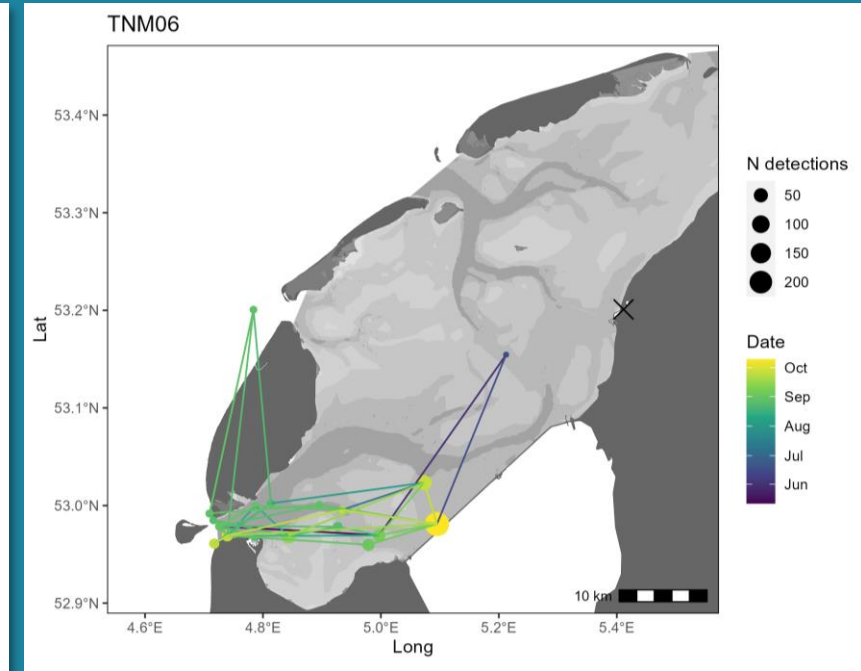 TNM06
53.4°N
53.3°N
53.2°N
53.1°N
53.0°N
52.9°N
Lat
10 km
4.6°E 4.8°E 5.0°E 5.2°E 5.4°E
Long
N detections
50
100
150
200
Date
Oct
Sep
Aug
Jul
Jun